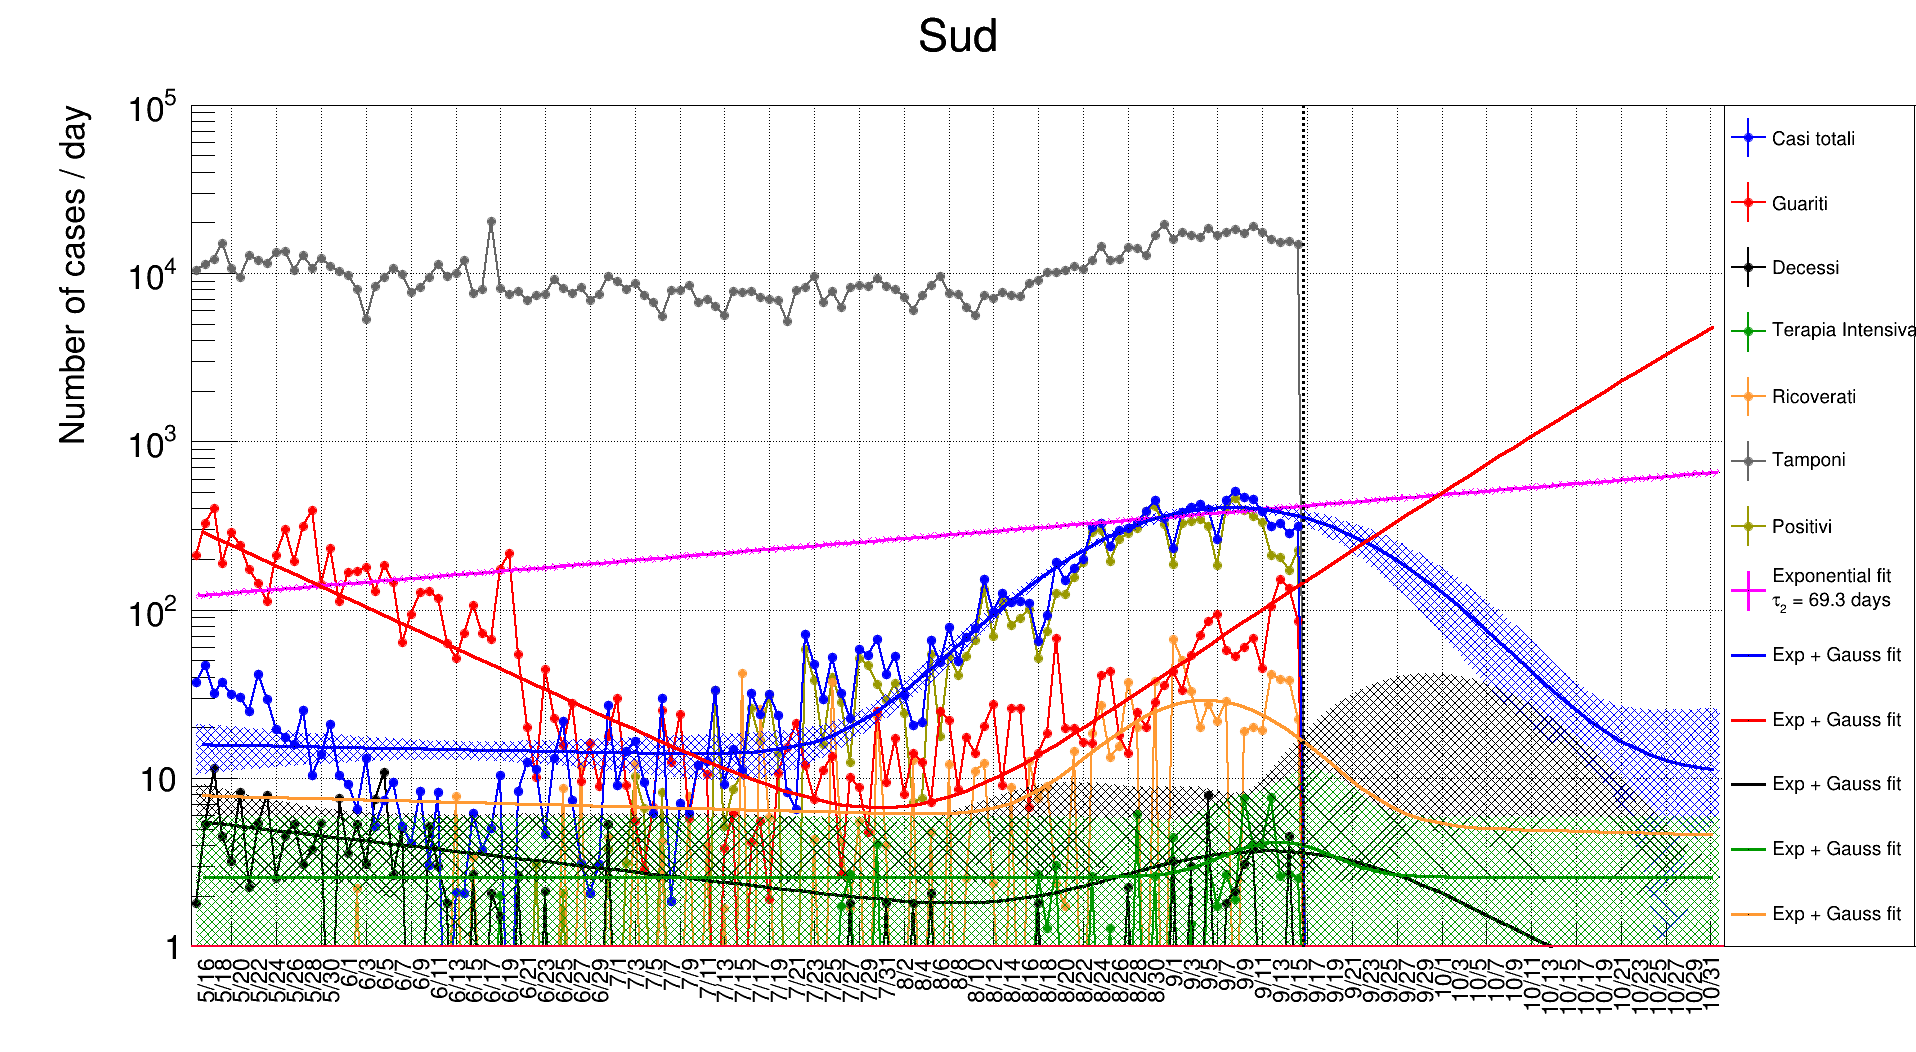 Sud
Number of cases / day
10^5
10^4
10^3
10^2
10
1
5/16 5/18 5/20 5/22 5/24 5/26 5/28 5/30 6/1 6/3 6/5 6/7 6/9 6/11 6/13 6/15 6/17 6/19 6/21 6/23 6/25 6/27 6/29 7/1 7/3 7/5 7/7 7/9 7/11 7/13 7/15 7/17 7/19 7/21 7/23 7/25 7/27 7/29 7/31 8/2 8/4 8/6 8/8 8/10 8/12 8/14 8/16 8/18 8/20 8/22 8/24 8/26 8/28 8/30 9/1 9/3 9/5 9/7 9/9 9/11 9/13 9/15 9/17 9/19 9/21 9/23 9/25 9/27 9/29 10/1 10/3 10/5 10/7 10/9 10/11 10/13 10/15 10/17 10/19 10/21 10/23 10/25 10/27 10/29 10/31
Casi totali
Guariti
Decessi
Terapia Intensiva
Ricoverati
Tamponi
Positivi
Exponential fit
τ₂ = 69.3 days
Exp + Gauss fit
Exp + Gauss fit
Exp + Gauss fit
Exp + Gauss fit
Exp + Gauss fit